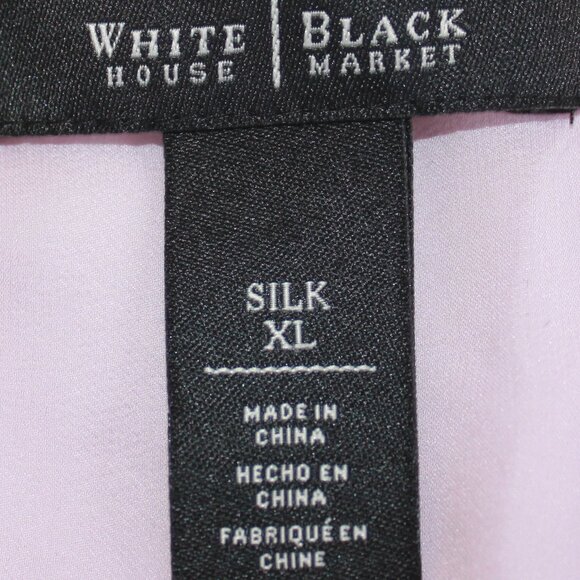 WHITE HOUSE | BLACK MARKET
SILK
XL
MADE IN
CHINA
HECHO EN
CHINA
FABRIQUÉ EN
CHINE